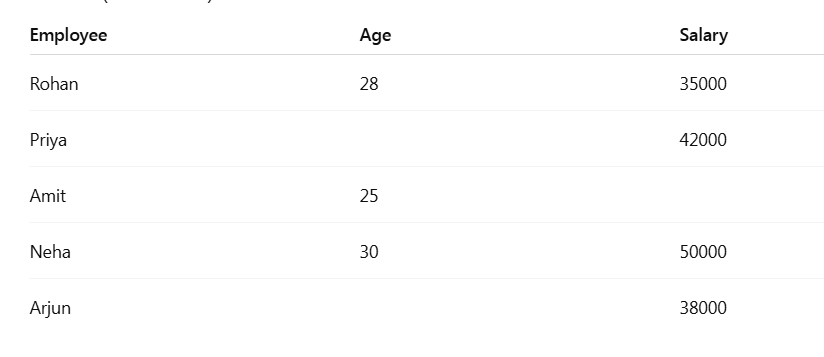 Employee Age Salary
Rohan 28 35000
Priya 42000
Amit 25
Neha 30 50000
Arjun 38000